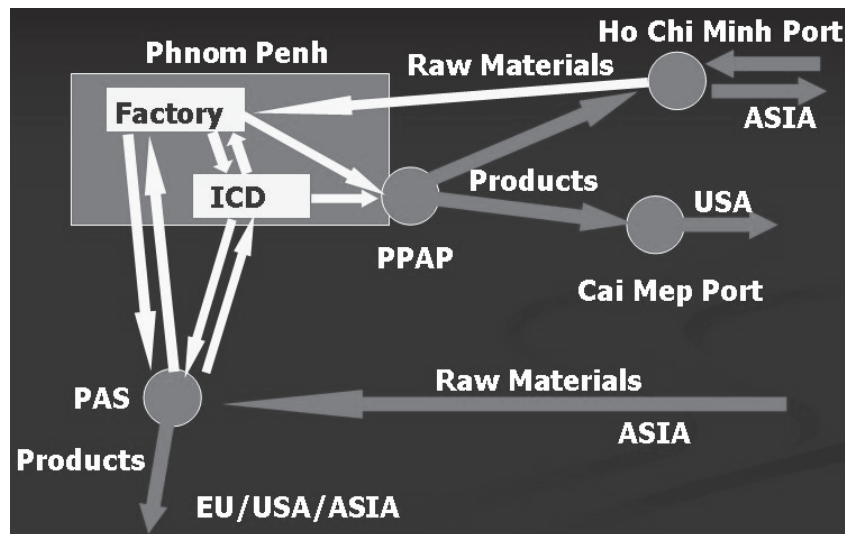 Ho Chi Minh Port
Phnom Penh
Raw Materials
Factory
ASIA
Products
ICD
USA
PPAP
Cai Mep Port
Raw Materials
PAS
ASIA
Products
EU/USA/ASIA